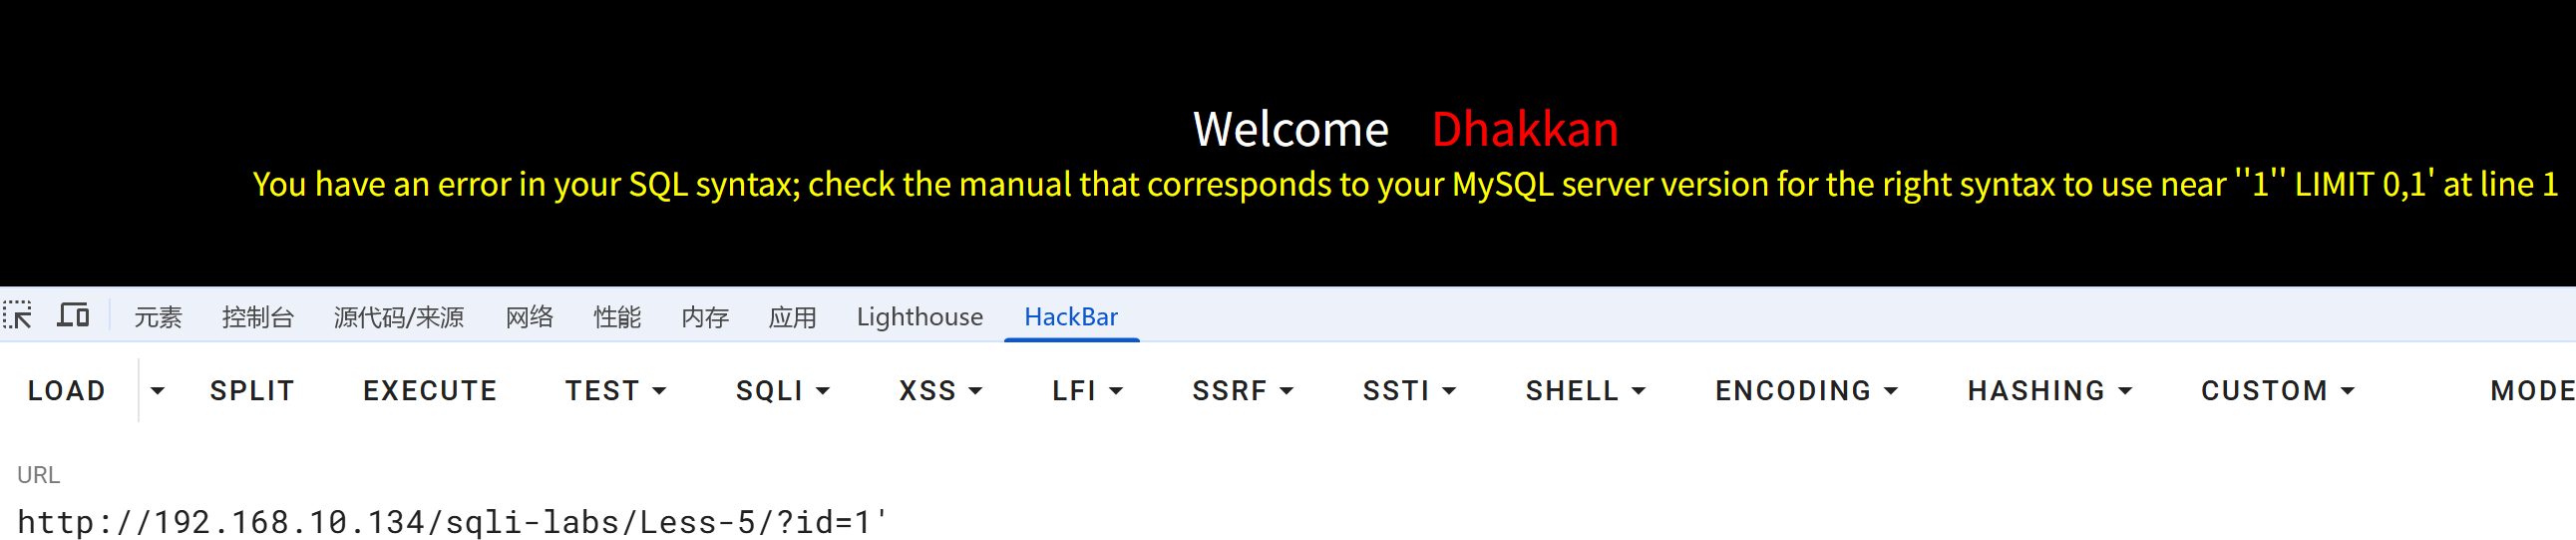 Welcome Dhakkan
You have an error in your SQL syntax; check the manual that corresponds to your MySQL server version for the right syntax to use near ''1'' LIMIT 0,1' at line 1
元素 控制台 源代码/来源 网络 性能 内存 应用 Lighthouse HackBar
LOAD SPLIT EXECUTE TEST SQLI XSS LFI SSRF SSTI SHELL ENCODING HASHING CUSTOM MODE
URL
http://192.168.10.134/sqli-labs/Less-5/?id=1'